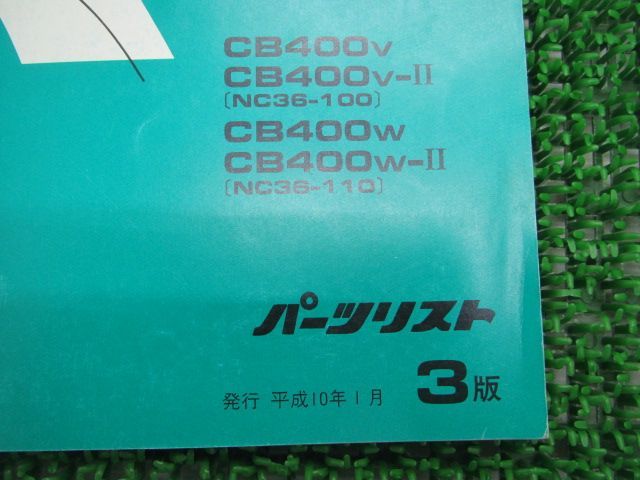 CB400V
CB400V-II
〔NC36-100〕
CB400W
CB400W-II
〔NC36-110〕
パーツリスト
発行 平成10年1月 3版